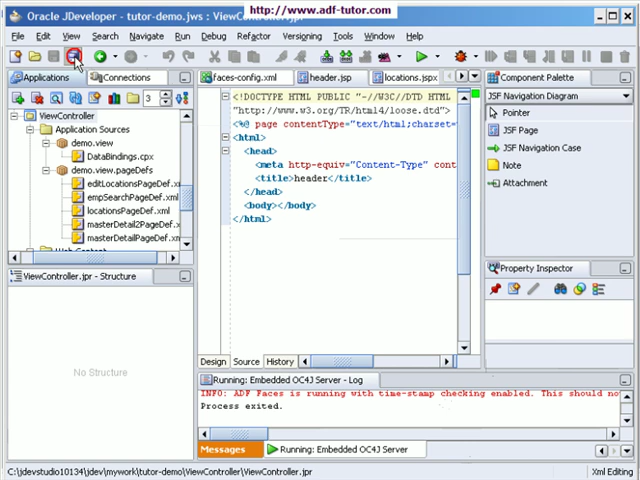 Oracle JDeveloper - tutor-demo.jws : ViewController.jpr
http://www.adf-tutor.com
File Edit View Search Navigate Run Debug Refactor Versioning Tools Window Help
Applications Connections
faces-config.xml header.jsp locations.jspx
Component Palette
3
JSF Navigation Diagram
ViewController
Application Sources
demo.view
DataBindings.cpx
demo.view.pageDefs
editLocationsPageDef.xm
empSearchPageDef.xml
locationsPageDef.xml
masterDetail2PageDef.xm
masterDetailPageDef.xm
Web Content
<!DOCTYPE HTML PUBLIC "-//W3C//DTD HTML
"http://www.w3.org/TR/html4/loose.dtd">
<%@ page contentType="text/html;charset=
<html>
<head>
<meta http-equiv="Content-Type" cont
<title>header</title>
</head>
<body></body>
</html>
Pointer
JSF Page
JSF Navigation Case
Note
Attachment
ViewController.jpr - Structure
No Structure
Property Inspector
Design Source History
Running: Embedded OC4J Server - Log
INFO: ADF Faces is running with time-stamp checking enabled. This should no
Process exited.
Messages Running: Embedded OC4J Server
C:\jdevstudio10134\jdev\mywork\tutor-demo\ViewController\ViewController.jpr
Xml Editing